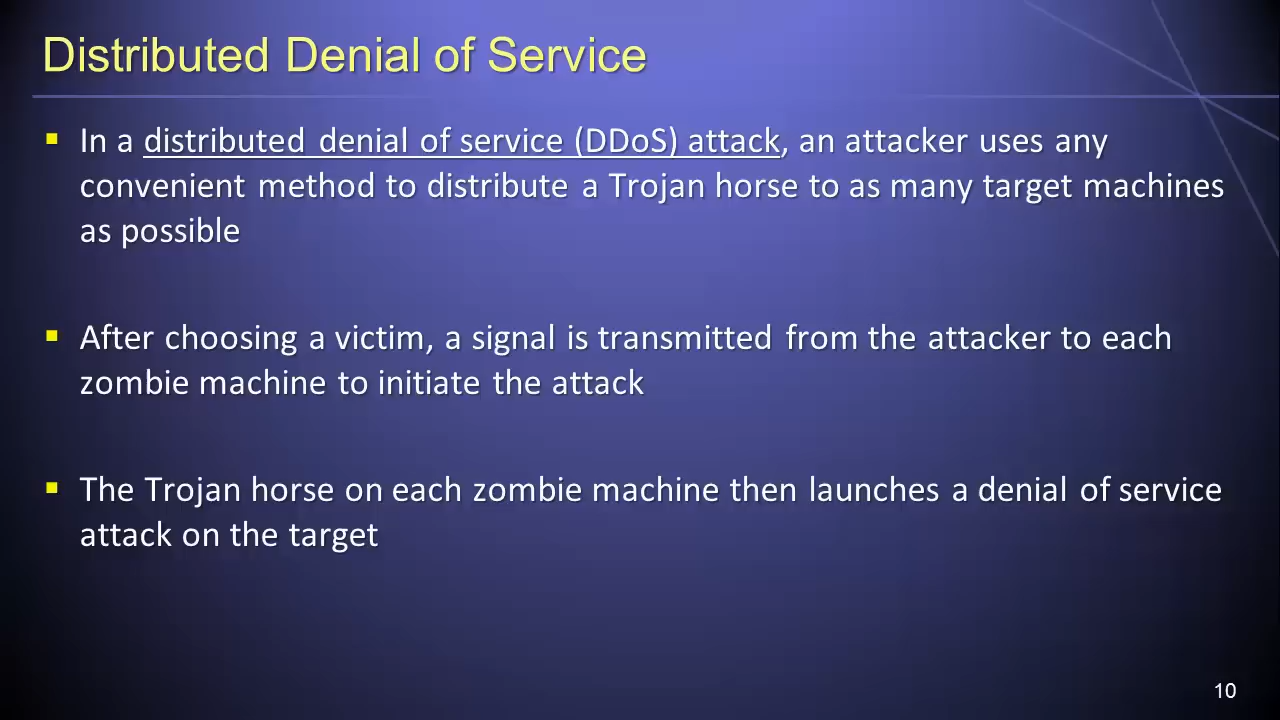 Distributed Denial of Service
▪ In a distributed denial of service (DDoS) attack, an attacker uses any
convenient method to distribute a Trojan horse to as many target machines
as possible
▪ After choosing a victim, a signal is transmitted from the attacker to each
zombie machine to initiate the attack
▪ The Trojan horse on each zombie machine then launches a denial of service
attack on the target
10